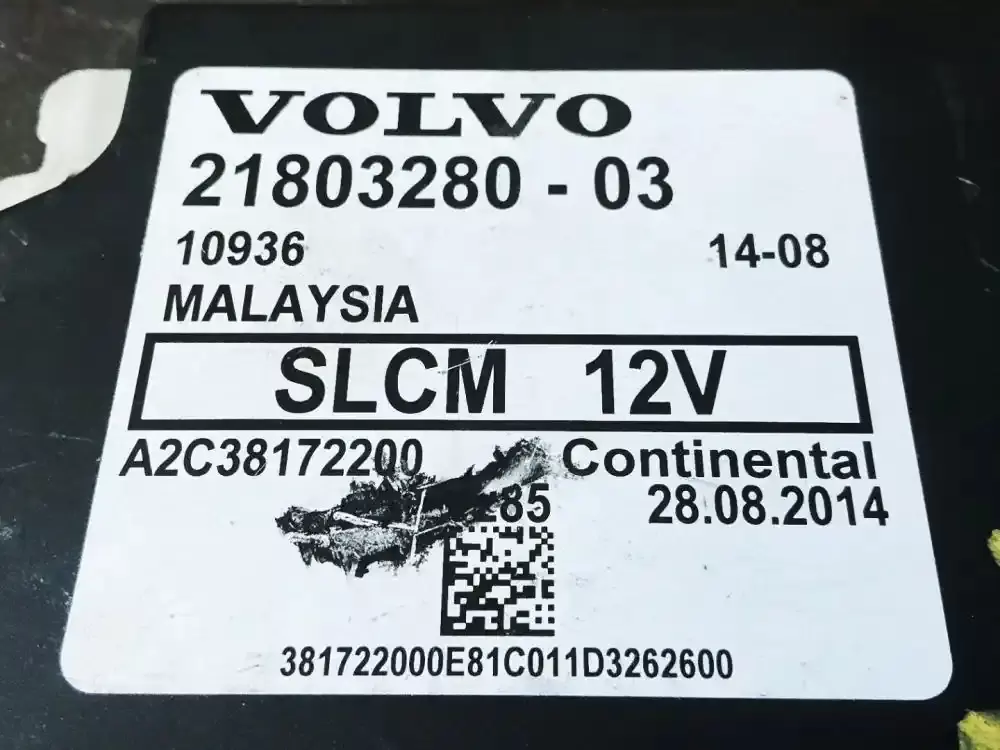 VOLVO
21803280 - 03
10936 14-08
MALAYSIA
SLCM 12V
A2C38172200 Continental
85 28.08.2014
381722000E81C011D3262600